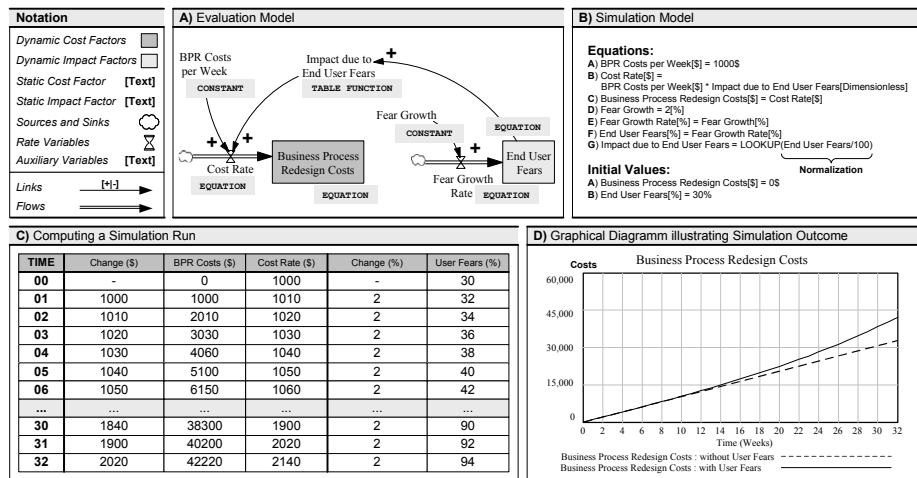 Notation
Dynamic Cost Factors
Dynamic Impact Factors
Static Cost Factor [Text]
Static Impact Factor [Text]
Sources and Sinks
Rate Variables
Auxiliary Variables [Text]
Links [+|-]
Flows
A) Evaluation Model
BPR Costs
per Week
CONSTANT
Impact due to
End User Fears
TABLE FUNCTION
+
+
+
Cost Rate
EQUATION
Business Process
Redesign Costs
EQUATION
Fear Growth
CONSTANT
+
Fear Growth
Rate
EQUATION
EQUATION
End User
Fears
B) Simulation Model
Equations:
A) BPR Costs per Week[$] = 1000$
B) Cost Rate[$] =
BPR Costs per Week[$] * Impact due to End User Fears[Dimensionless]
C) Business Process Redesign Costs[$] = Cost Rate[$]
D) Fear Growth = 2[%]
E) Fear Growth Rate[%] = Fear Growth[%]
F) End User Fears[%] = Fear Growth Rate[%]
G) Impact due to End User Fears = LOOKUP(End User Fears/100)
Normalization
Initial Values:
A) Business Process Redesign Costs[$] = 0$
B) End User Fears[%] = 30%
C) Computing a Simulation Run
TIME Change ($) BPR Costs ($) Cost Rate ($) Change (%) User Fears (%)
00 - 0 1000 - 30
01 1000 1000 1010 2 32
02 1010 2010 1020 2 34
03 1020 3030 1030 2 36
04 1030 4060 1040 2 38
05 1040 5100 1050 2 40
06 1050 6150 1060 2 42
... ... ... ... ... ...
30 1840 38300 1900 2 90
31 1900 40200 2020 2 92
32 2020 42220 2140 2 94
D) Graphical Diagramm illustrating Simulation Outcome
Costs
Business Process Redesign Costs
60,000
45,000
30,000
15,000
0
0 2 4 6 8 10 12 14 16 18 20 22 24 26 28 30 32
Time (Weeks)
Business Process Redesign Costs : without User Fears
Business Process Redesign Costs : with User Fears